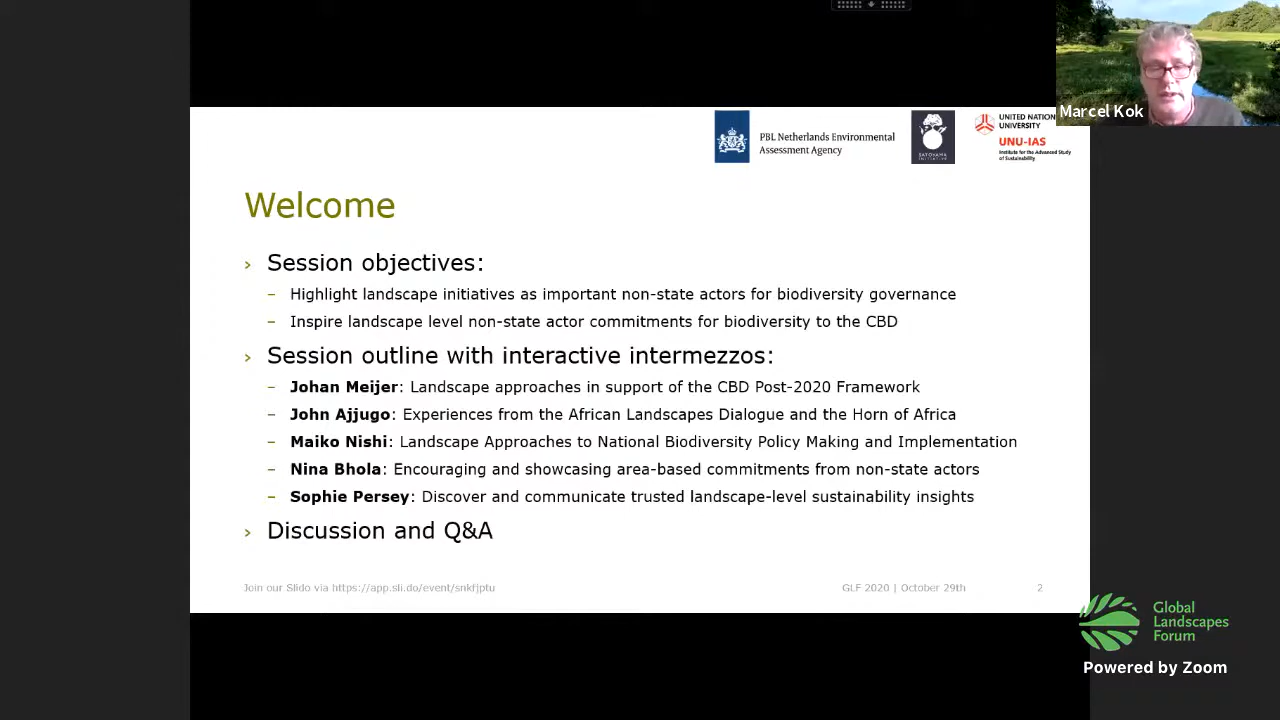 Marcel Kok
PBL Netherlands Environmental
Assessment Agency
SATOYAMA
INITIATIVE
UNITED NATION
UNIVERSITY
UNU-IAS
Institute for the Advanced Study
of Sustainability
Welcome
› Session objectives:
– Highlight landscape initiatives as important non-state actors for biodiversity governance
– Inspire landscape level non-state actor commitments for biodiversity to the CBD
› Session outline with interactive intermezzos:
– Johan Meijer: Landscape approaches in support of the CBD Post-2020 Framework
– John Ajjugo: Experiences from the African Landscapes Dialogue and the Horn of Africa
– Maiko Nishi: Landscape Approaches to National Biodiversity Policy Making and Implementation
– Nina Bhola: Encouraging and showcasing area-based commitments from non-state actors
– Sophie Persey: Discover and communicate trusted landscape-level sustainability insights
› Discussion and Q&A
Join our Slido via https://app.sli.do/event/snkfjptu
GLF 2020 | October 29th
2
Global
Landscapes
Forum
Powered by Zoom